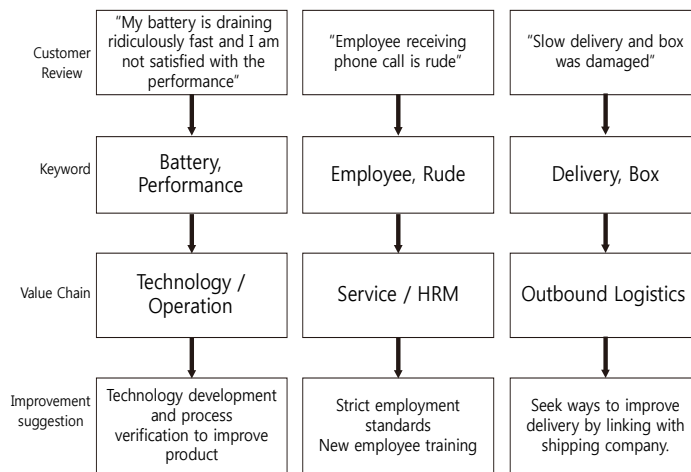 Customer
Review
"My battery is draining
ridiculously fast and I am
not satisfied with the
performance"
"Employee receiving
phone call is rude"
"Slow delivery and box
was damaged"
Keyword
Battery,
Performance
Employee, Rude
Delivery, Box
Value Chain
Technology /
Operation
Service / HRM
Outbound Logistics
Improvement
suggestion
Technology development
and process
verification to improve
product
Strict employment
standards
New employee training
Seek ways to improve
delivery by linking with
shipping company.